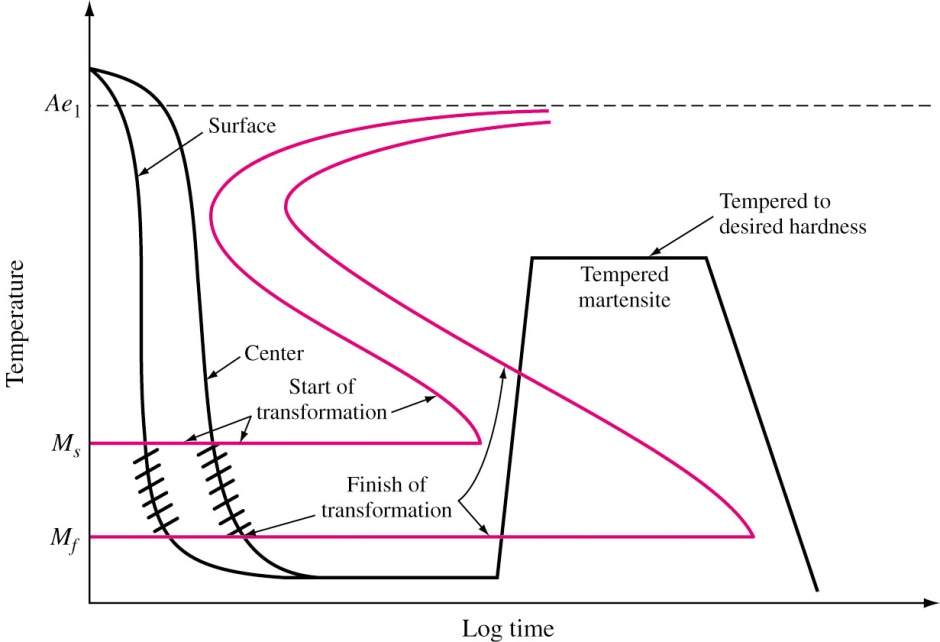 Ae1
Surface
Tempered to
desired hardness
Tempered
martensite
Temperature
Center
Start of
transformation
Ms
Finish of
transformation
Mf
Log time